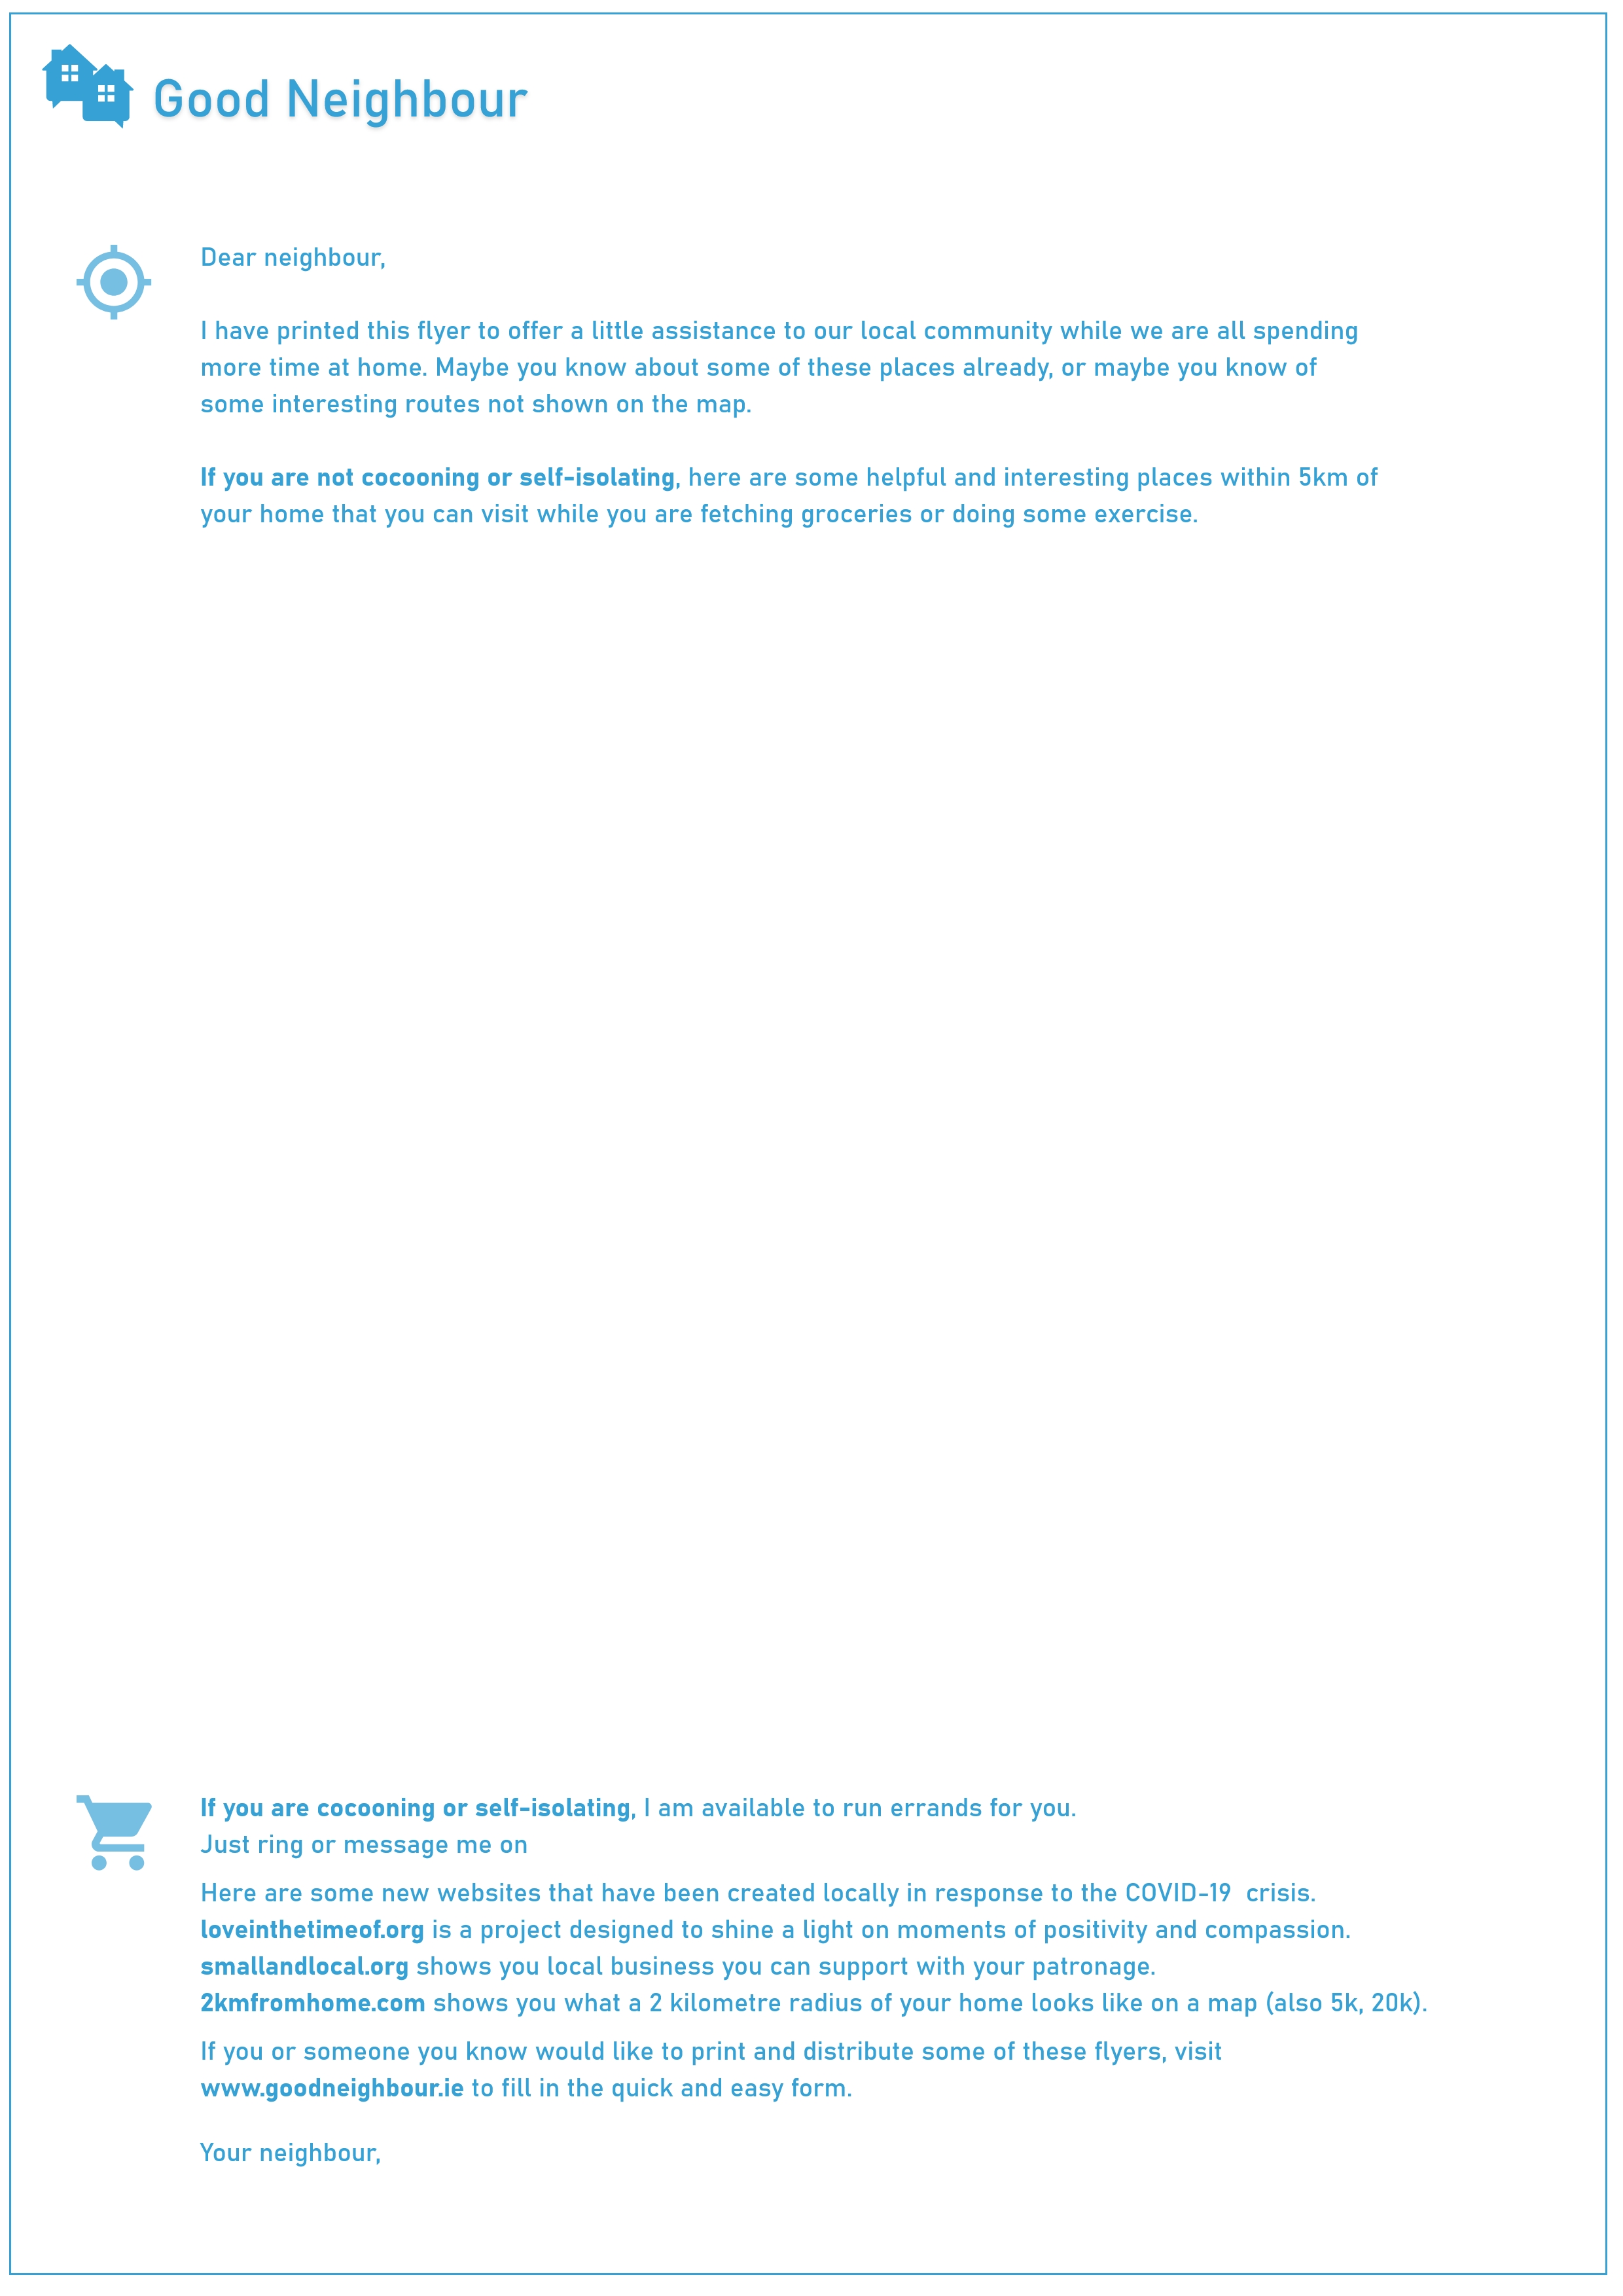 Good Neighbour
Dear neighbour,
I have printed this flyer to offer a little assistance to our local community while we are all spending
more time at home. Maybe you know about some of these places already, or maybe you know of
some interesting routes not shown on the map.
If you are not cocooning or self-isolating, here are some helpful and interesting places within 5km of
your home that you can visit while you are fetching groceries or doing some exercise.
If you are cocooning or self-isolating, I am available to run errands for you.
Just ring or message me on
Here are some new websites that have been created locally in response to the COVID-19  crisis.
loveinthetimeof.org is a project designed to shine a light on moments of positivity and compassion.
smallandlocal.org shows you local business you can support with your patronage.
2kmfromhome.com shows you what a 2 kilometre radius of your home looks like on a map (also 5k, 20k).
If you or someone you know would like to print and distribute some of these flyers, visit
www.goodneighbour.ie to fill in the quick and easy form.
Your neighbour,